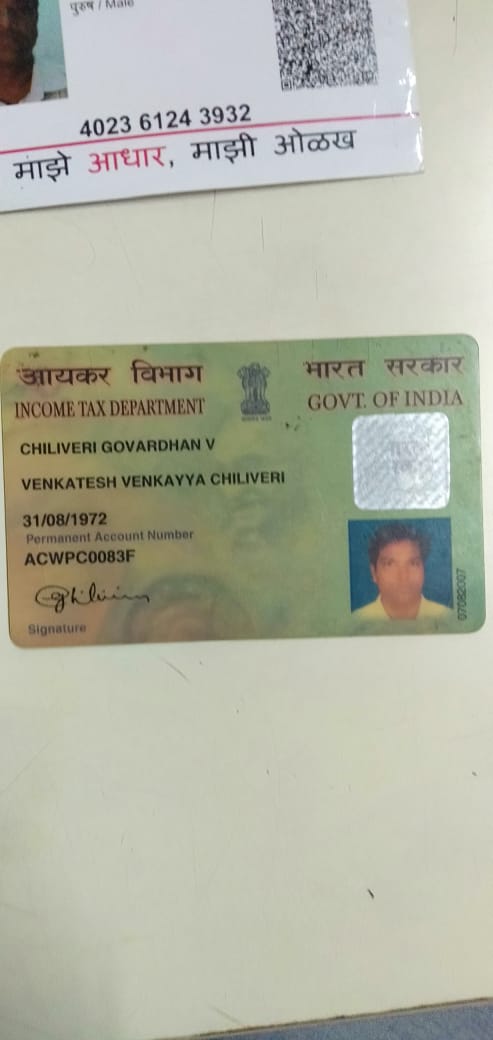 पुरुष / Male
4023 6124 3932
माझे आधार, माझी ओळख
आयकर विभाग
INCOME TAX DEPARTMENT
भारत सरकार
GOVT. OF INDIA
CHILIVERI GOVARDHAN V
VENKATESH VENKAYYA CHILIVERI
31/08/1972
Permanent Account Number
ACWPC0083F
Signature
07082007